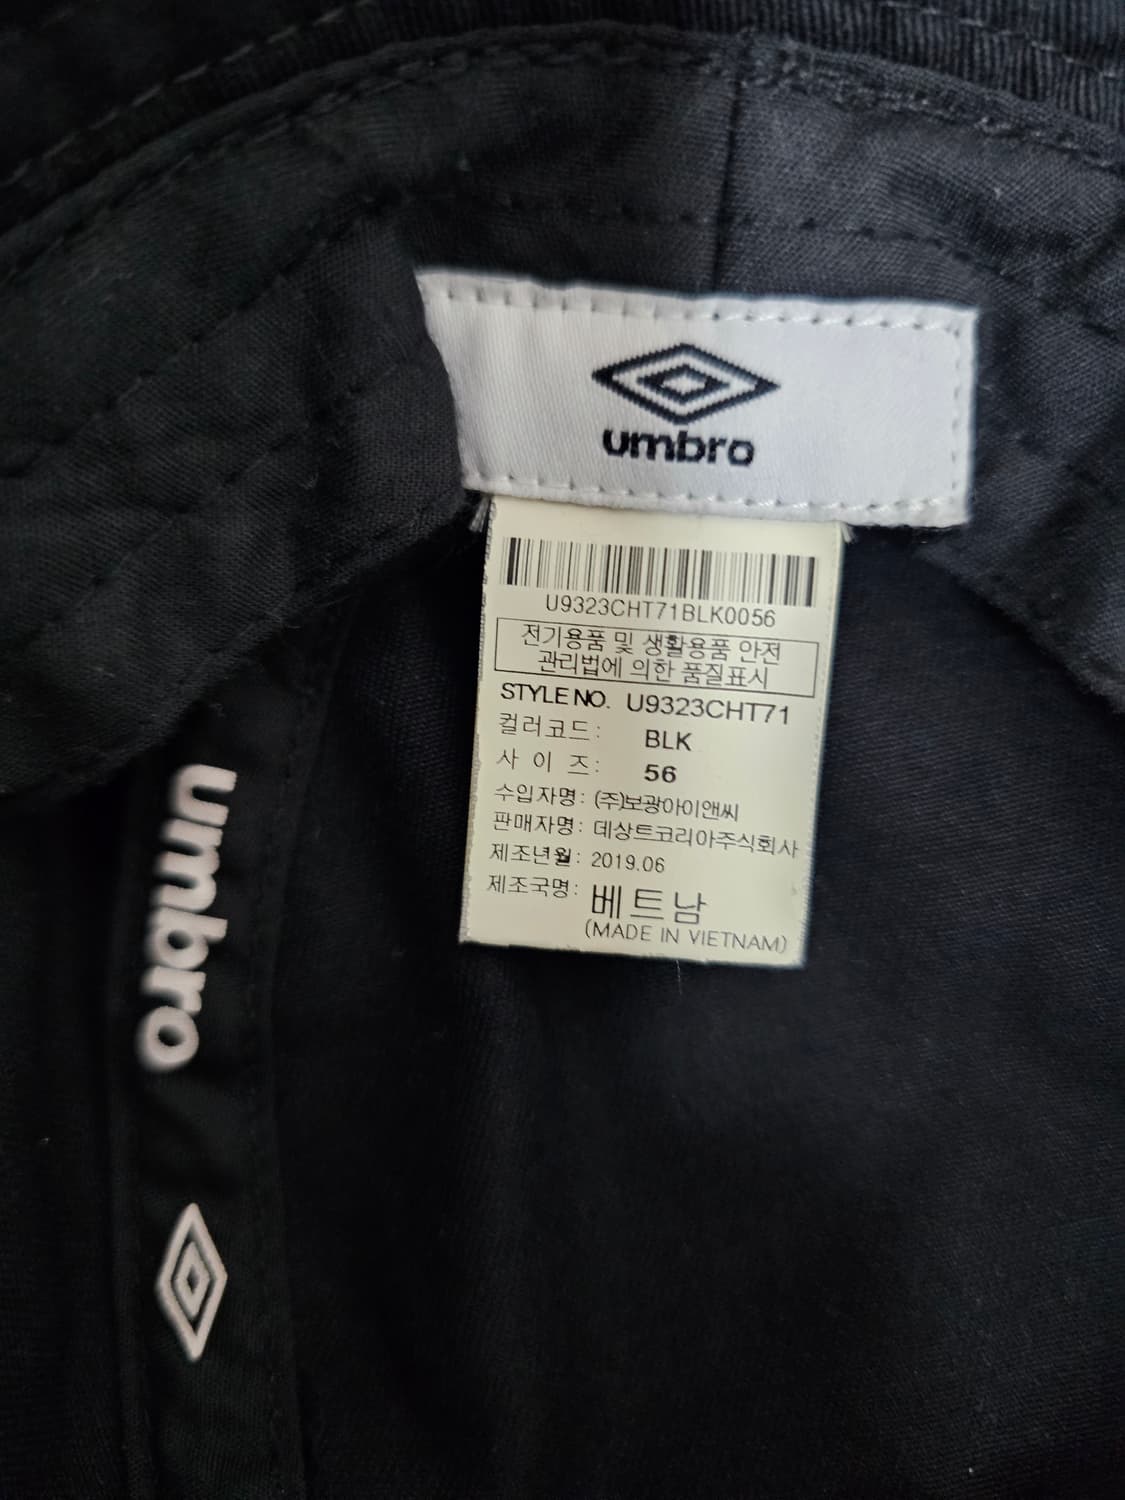 umbro
U9323CHT71BLK0056
전기용품 및 생활용품 안전
관리법에 의한 품질표시
STYLE NO. U9323CHT71
컬러코드: BLK
사 이 즈: 56
수입자명: (주)보광아이앤씨
판매자명: 데상트코리아주식회사
제조년월: 2019.06
제조국명: 베트남
(MADE IN VIETNAM)
umbro